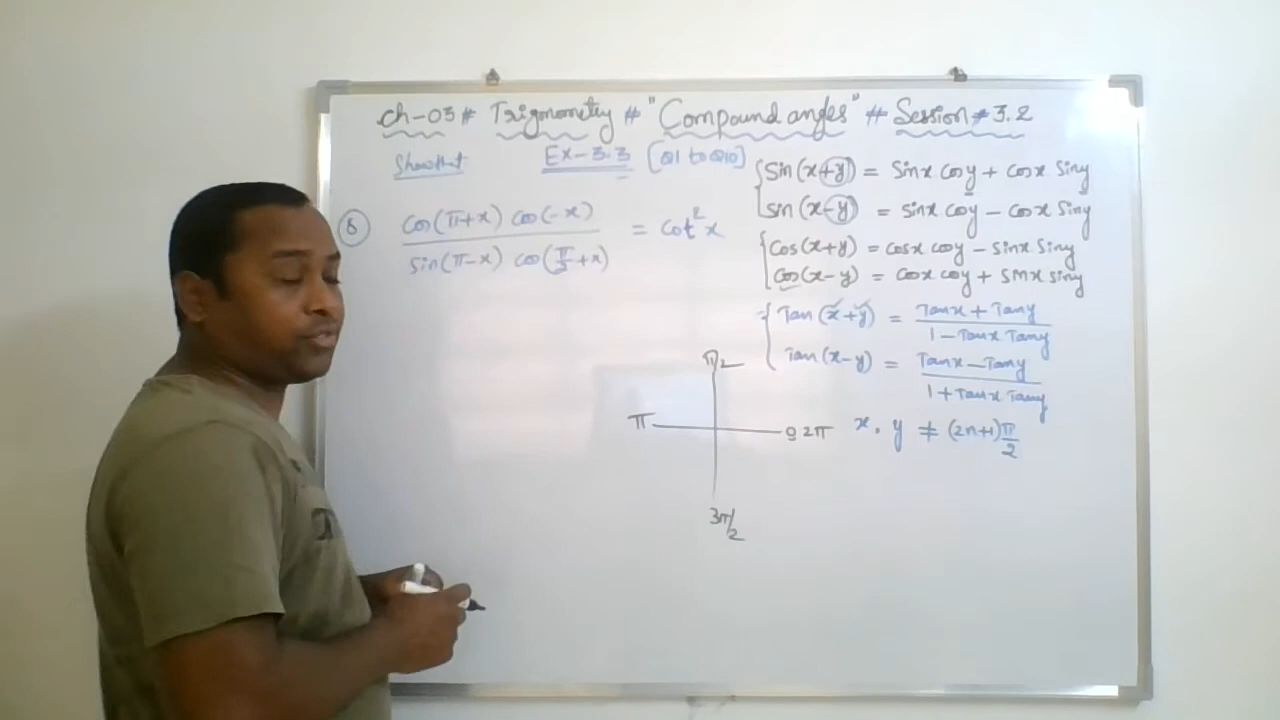 ch-03 # Trignometry # "Compound angles" # Session # 3.2
Show that
Ex-3.3 [Q1 to Q10]
8 cos(π+x) cos(-x) / sin(π-x) cos(π/2+x) = cot²x
Sin(x+y) = Sinx cosy + cosx Siny
sin(x-y) = sinx cosy - cosx Siny
cos(x+y) = cosx cosy - sinx Siny
cos(x-y) = cosx cosy + sinx siny
Tan(x+y) = Tanx + Tany / 1 - Tanx Tany
Tan(x-y) = Tanx - Tany / 1 + Tanx Tany
x, y ≠ (2n+1)π/2
π/2
π
0 2π
3π/2